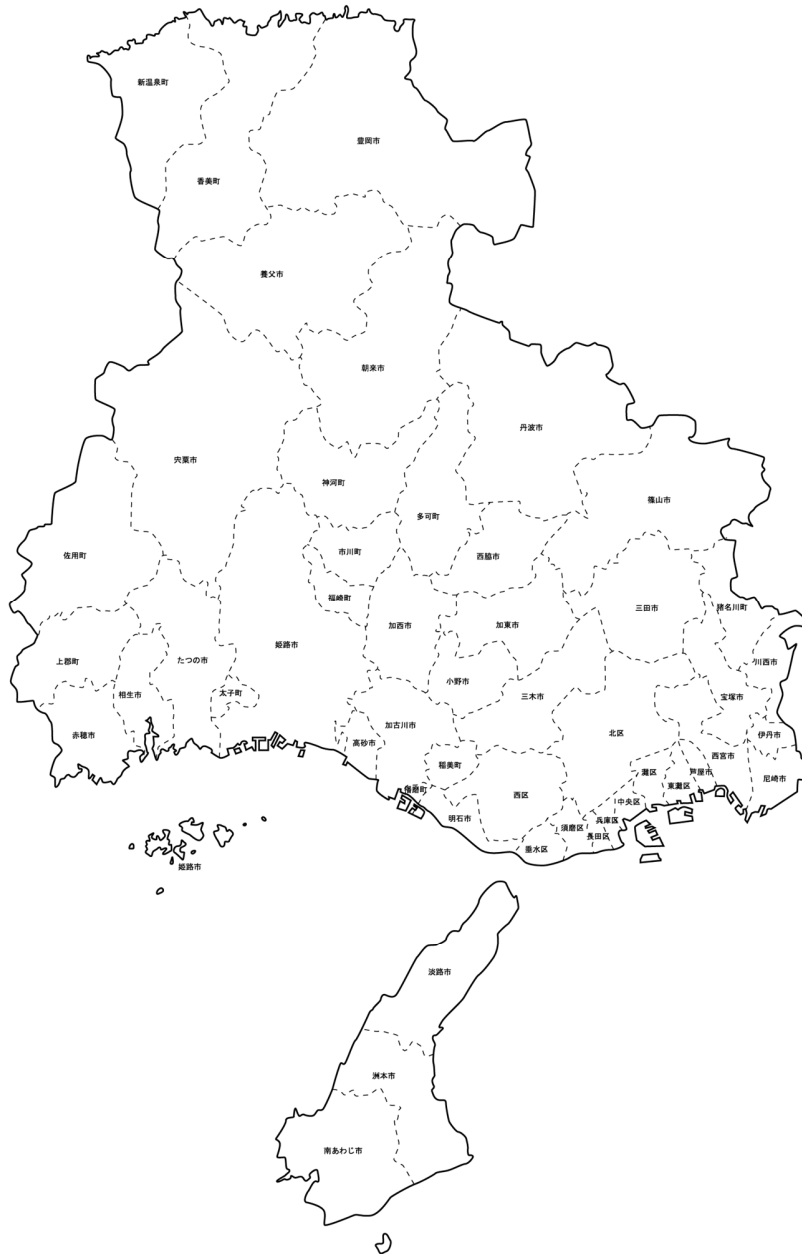 新温泉町
豊岡市
香美町
養父市
朝来市
丹波市
宍粟市
神河町
篠山市
多可町
市川町
佐用町
西脇市
福崎町
三田市
猪名川町
加西市
加東市
姫路市
上郡町
たつの市
川西市
小野市
相生市
太子町
三木市
宝塚市
加古川市
赤穂市
高砂市
北区
伊丹市
西宮市
稲美町
灘区
芦屋市
尼崎市
東灘区
播磨町
西区
中央区
明石市
兵庫区
須磨区
長田区
垂水区
姫路市
淡路市
洲本市
南あわじ市